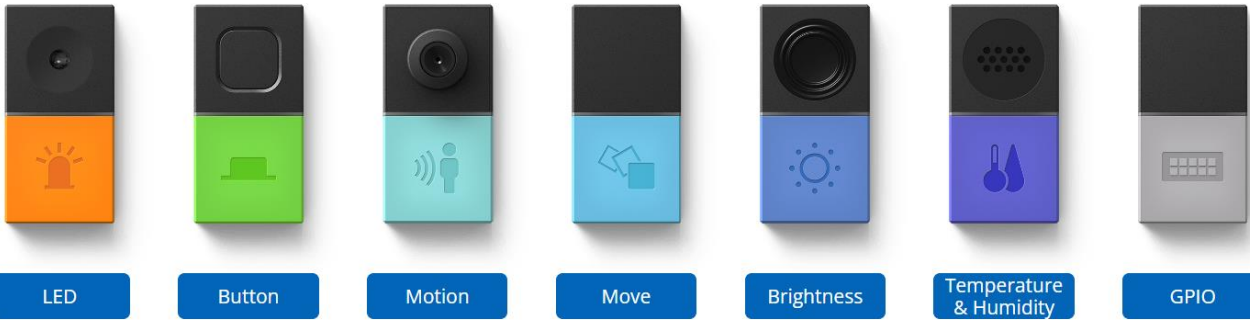 LED
Button
Motion
Move
Brightness
Temperature
& Humidity
GPIO